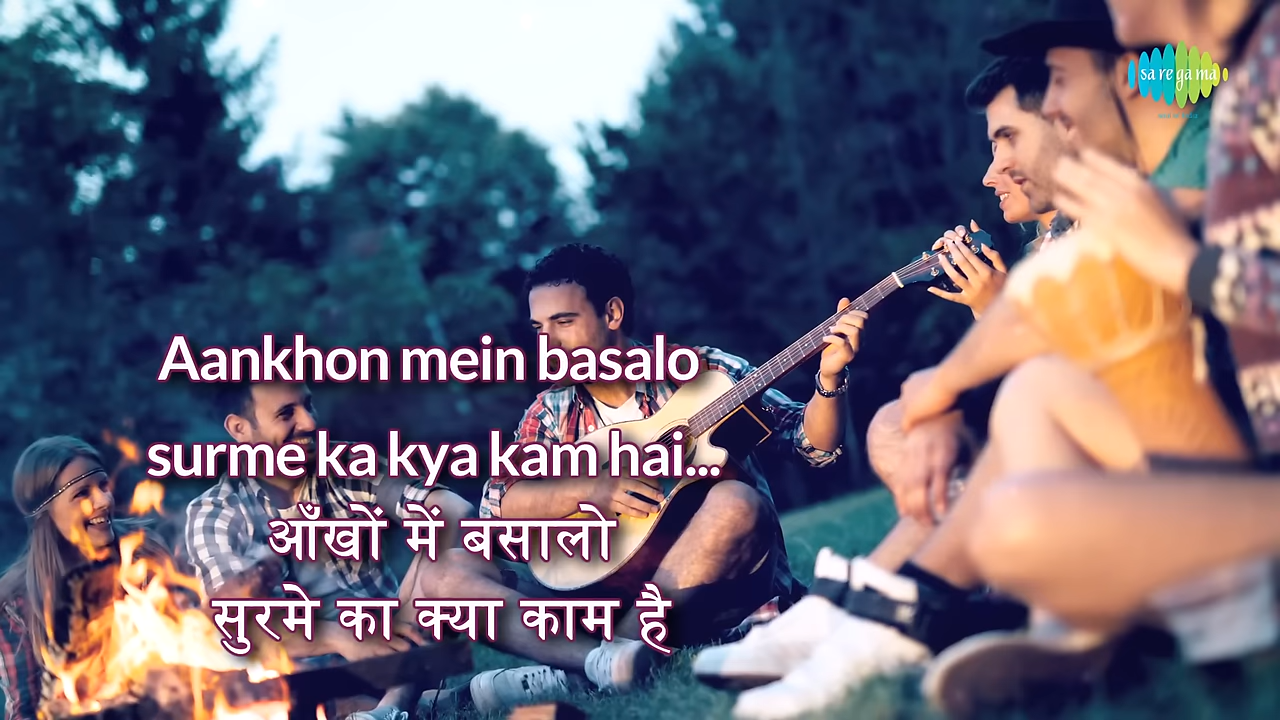 sa re ga ma
Aankhon mein basalo
surme ka kya kam hai...
आँखों में बसालो
सुरमे का क्या काम है